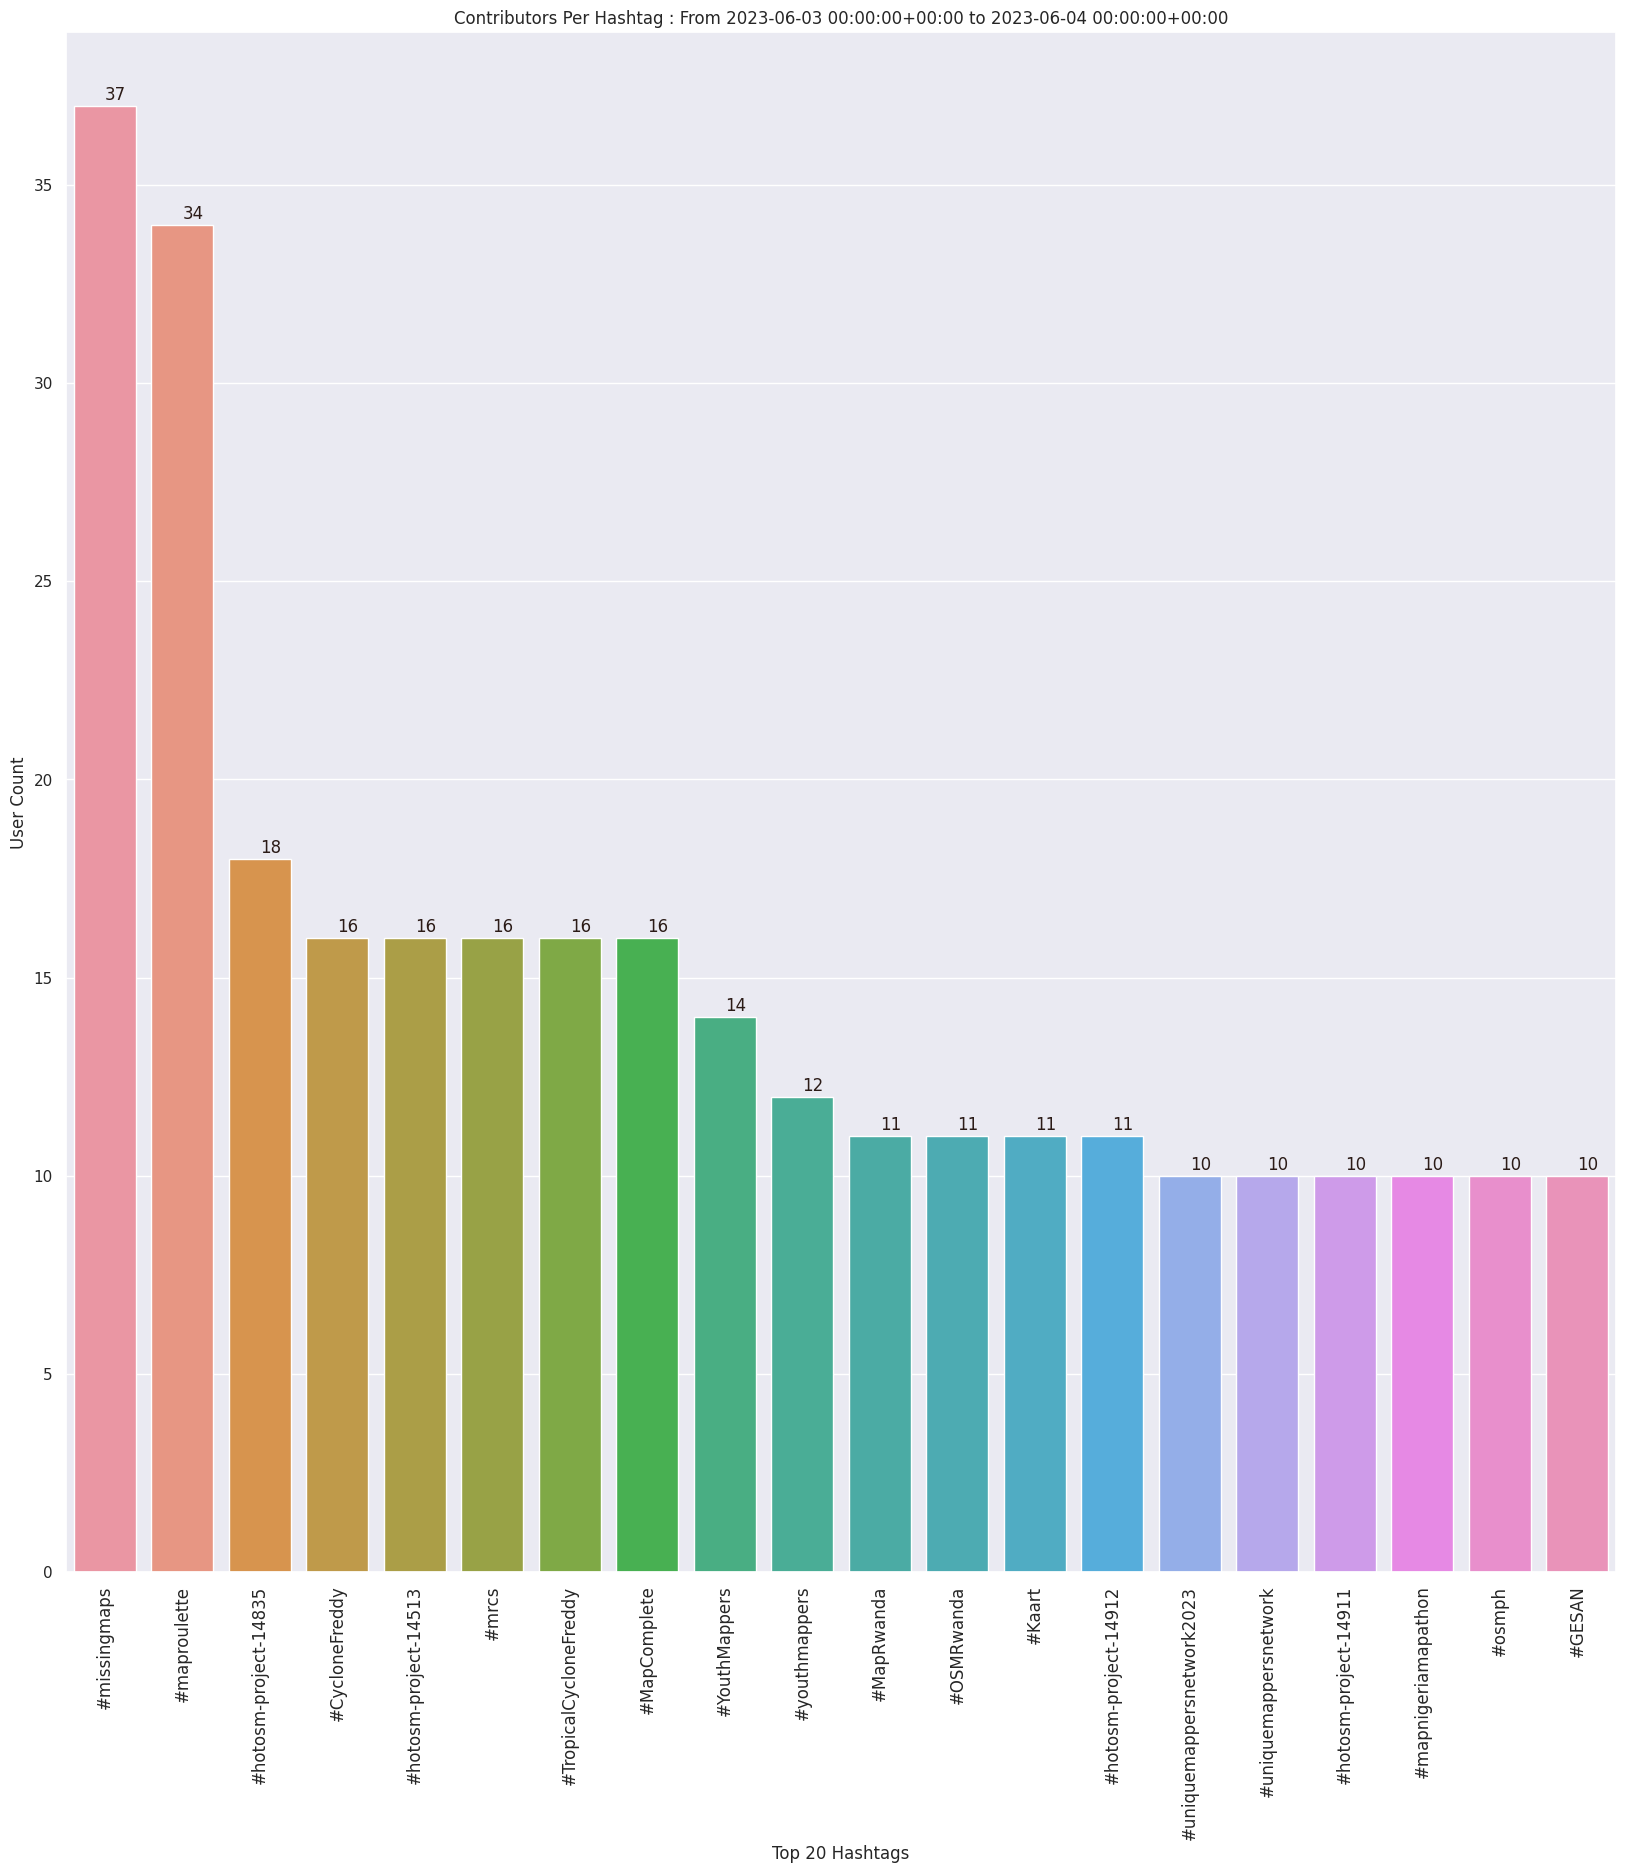 Contributors Per Hashtag : From 2023-06-03 00:00:00+00:00 to 2023-06-04 00:00:00+00:00
User Count
35
30
25
20
15
10
5
0
37
34
18
16
16
16
16
16
14
12
11
11
11
11
10
10
10
10
10
10
#missingmaps
#maproulette
#hotosm-project-14835
#CycloneFreddy
#hotosm-project-14513
#mrcs
#TropicalCycloneFreddy
#MapComplete
#YouthMappers
#youthmappers
#MapRwanda
#OSMRwanda
#Kaart
#hotosm-project-14912
#uniquemappersnetwork2023
#uniquemappersnetwork
#hotosm-project-14911
#mapnigeriamapathon
#osmph
#GESAN
Top 20 Hashtags